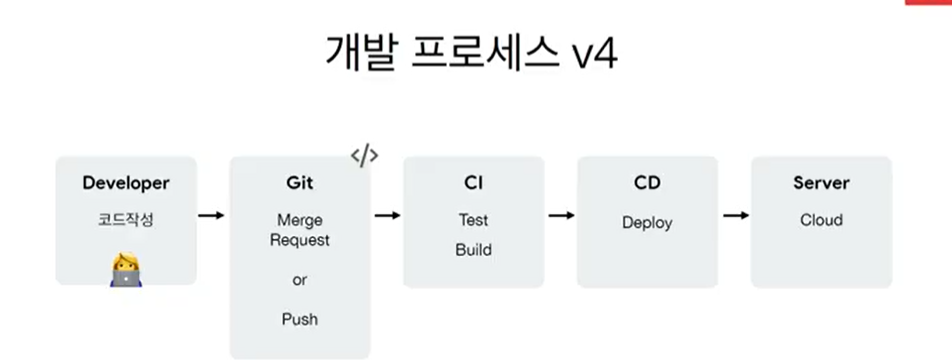 개발 프로세스 v4
</>
Developer
코드작성
Git
Merge
Request
or
Push
CI
Test
Build
CD
Deploy
Server
Cloud